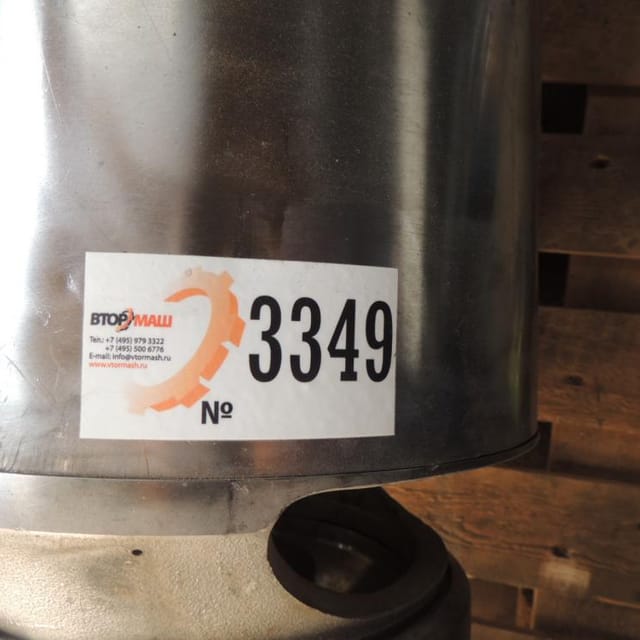 ВТОРМАШ
Тел.: +7 (495) 979 3322
+7 (495) 500 6776
E-mail: info@vtormash.ru
www.vtormash.ru
№ 3349